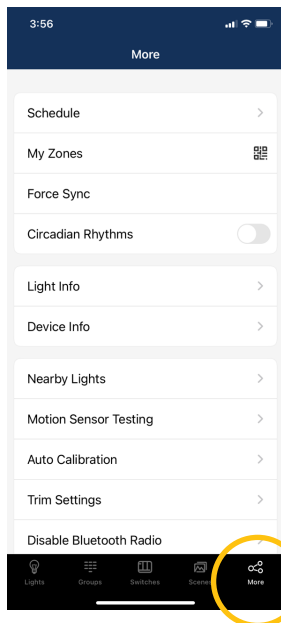 3:56
More
Schedule
My Zones
Force Sync
Circadian Rhythms
Light Info
Device Info
Nearby Lights
Motion Sensor Testing
Auto Calibration
Trim Settings
Disable Bluetooth Radio
Lights Groups Switches Scenes More